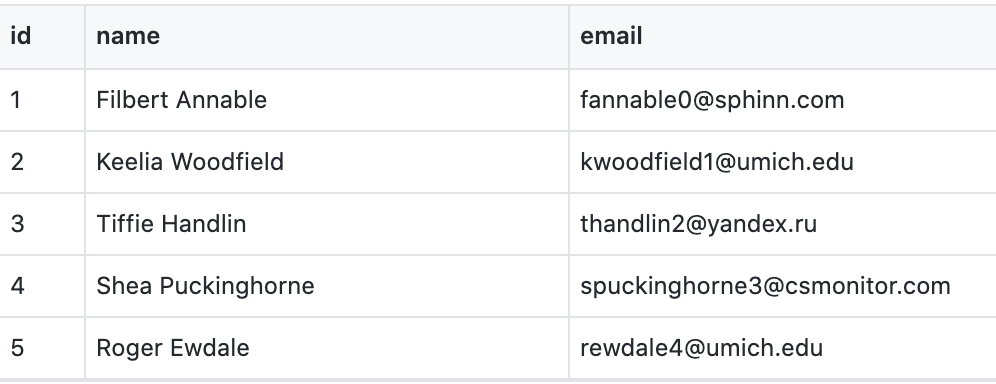 id name email
1 Filbert Annable fannable0@sphinn.com
2 Keelia Woodfield kwoodfield1@umich.edu
3 Tiffie Handlin thandlin2@yandex.ru
4 Shea Puckinghorne spuckinghorne3@csmonitor.com
5 Roger Ewdale rewdale4@umich.edu